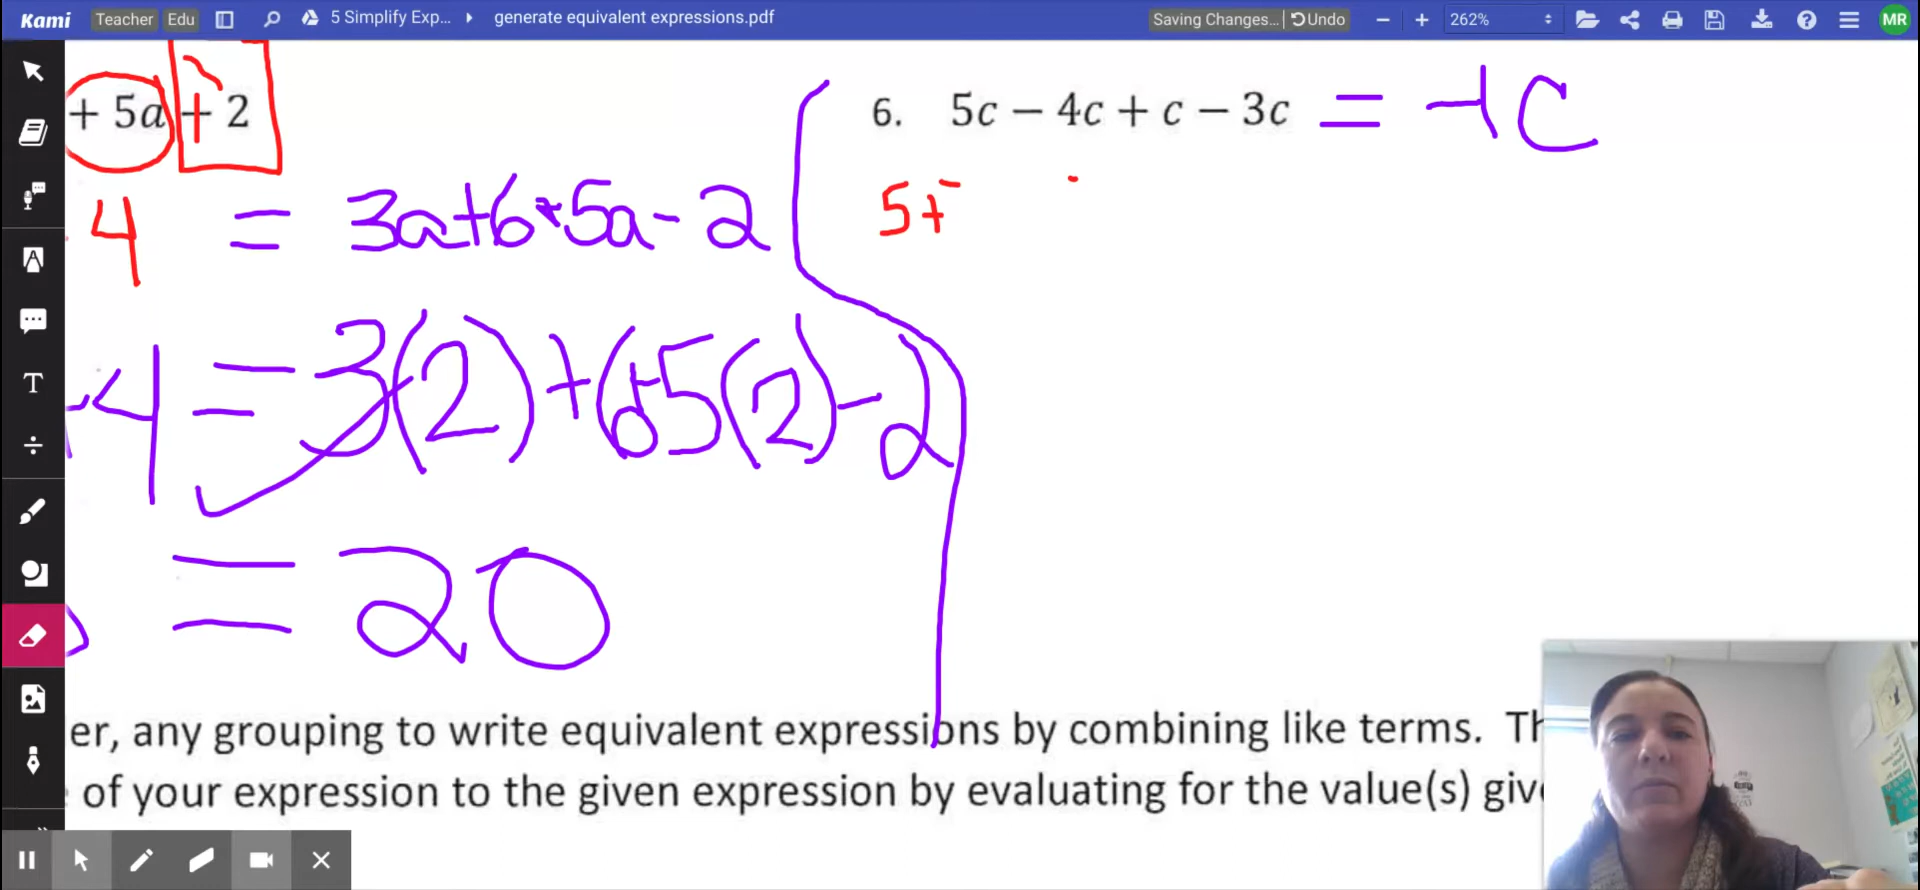 Kami Teacher Edu 5 Simplify Exp... generate equivalent expressions.pdf Saving Changes... Undo 262% MR
+ 5a + 2
6. 5c − 4c + c − 3c = -1C
4 = 3a+6+5a-2
5+-
-4 = 3(2)+(6+5(2)-2)
= 20
er, any grouping to write equivalent expressions by combining like terms. Th
of your expression to the given expression by evaluating for the value(s) give